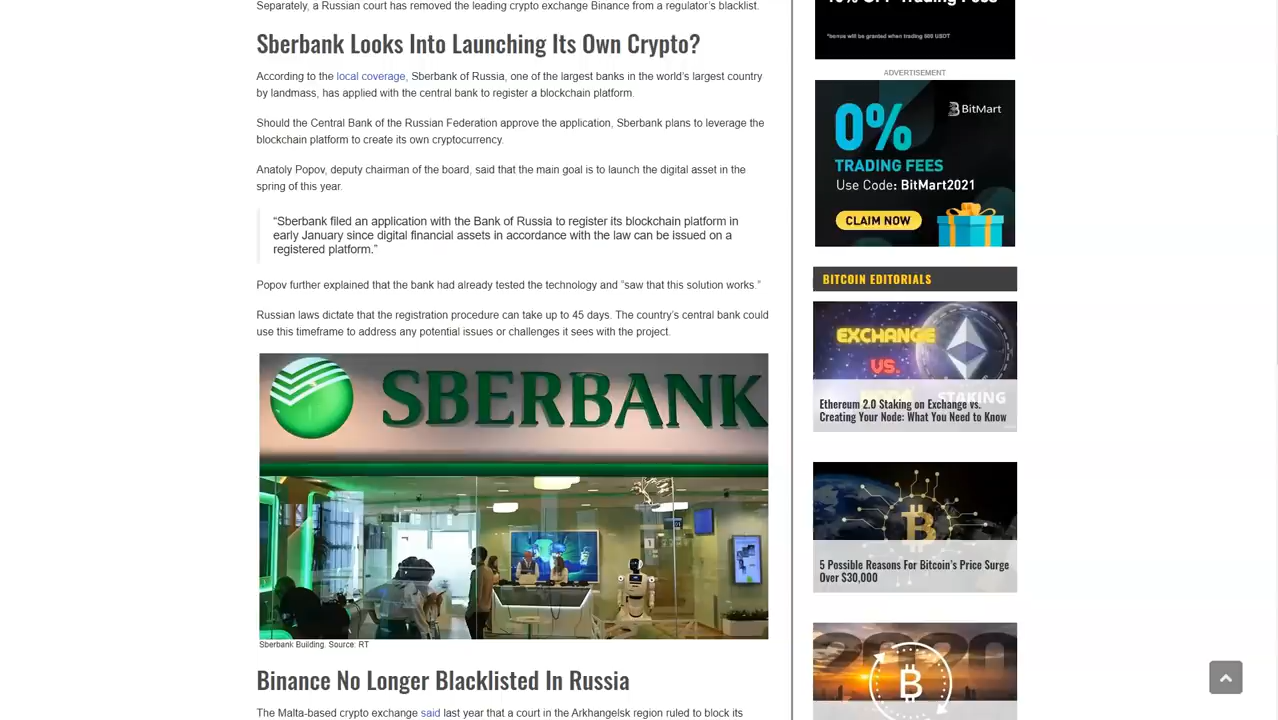 Separately, a Russian court has removed the leading crypto exchange Binance from a regulator's blacklist.
Sberbank Looks Into Launching Its Own Crypto?
According to the local coverage, Sberbank of Russia, one of the largest banks in the world's largest country
by landmass, has applied with the central bank to register a blockchain platform.
Should the Central Bank of the Russian Federation approve the application, Sberbank plans to leverage the
blockchain platform to create its own cryptocurrency.
Anatoly Popov, deputy chairman of the board, said that the main goal is to launch the digital asset in the
spring of this year.
“Sberbank filed an application with the Bank of Russia to register its blockchain platform in
early January since digital financial assets in accordance with the law can be issued on a
registered platform.”
Popov further explained that the bank had already tested the technology and “saw that this solution works.”
Russian laws dictate that the registration procedure can take up to 45 days. The country's central bank could
use this timeframe to address any potential issues or challenges it sees with the project.
SBERBANK
Sberbank Building. Source: RT
Binance No Longer Blacklisted In Russia
The Malta-based crypto exchange said last year that a court in the Arkhangelsk region ruled to block its
*bonus will be granted when trading 500 USDT
ADVERTISEMENT
BitMart
0%
TRADING FEES
Use Code: BitMart2021
CLAIM NOW
BITCOIN EDITORIALS
EXCHANGE
VS.
STAKING
Ethereum 2.0 Staking on Exchange vs.
Creating Your Node: What You Need to Know
5 Possible Reasons For Bitcoin's Price Surge
Over $30,000
2020